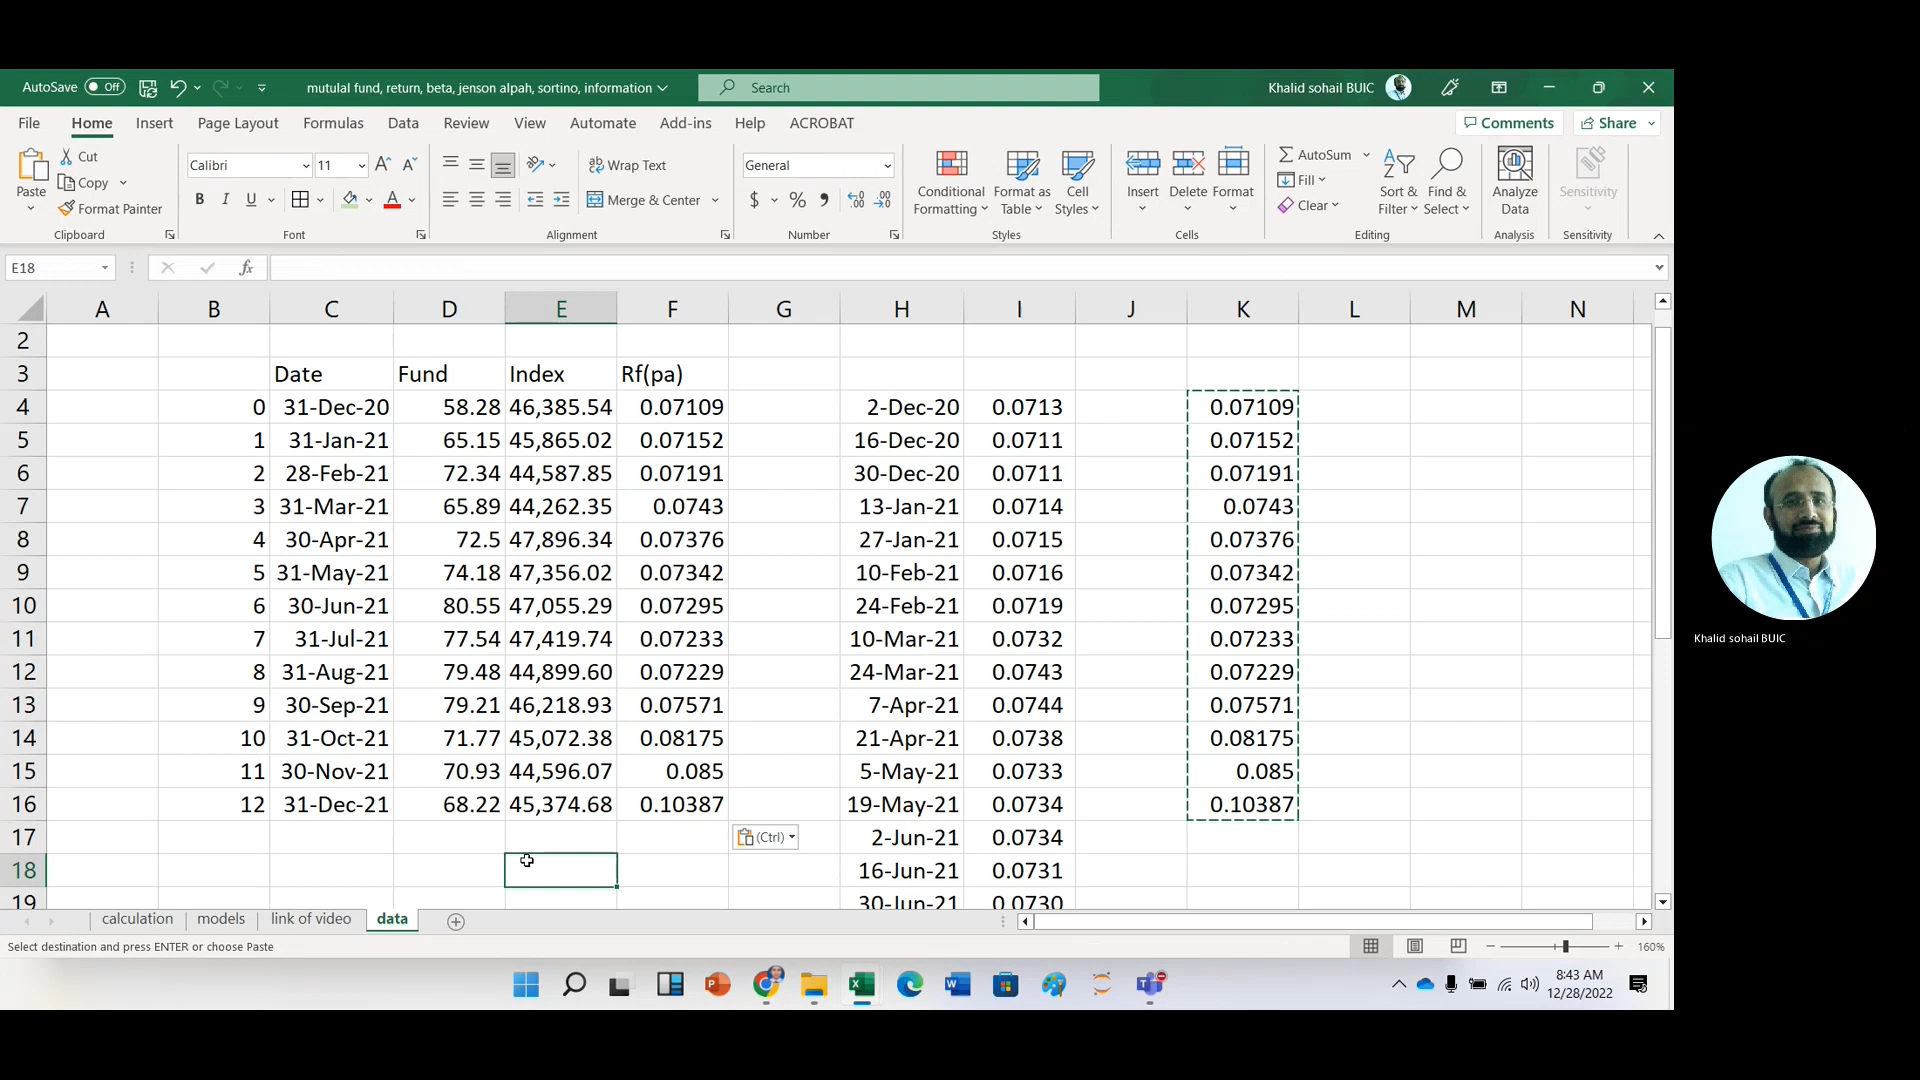 AutoSave Off mutulal fund, return, beta, jenson alpah, sortino, information Search Khalid sohail BUIC
File Home Insert Page Layout Formulas Data Review View Automate Add-ins Help ACROBAT Comments Share
Paste Cut Copy Format Painter Clipboard
Calibri 11 B I U A Font
Wrap Text Merge & Center Alignment
General $ % Number
Conditional Formatting Format as Table Cell Styles Styles
Insert Delete Format Cells
AutoSum Fill Clear Sort & Filter Find & Select Editing
Analyze Data Analysis
Sensitivity Sensitivity
E18 fx
A B C D E F G H I J K L M N
2
3 Date Fund Index Rf(pa)
4 0 31-Dec-20 58.28 46,385.54 0.07109 2-Dec-20 0.0713 0.07109
5 1 31-Jan-21 65.15 45,865.02 0.07152 16-Dec-20 0.0711 0.07152
6 2 28-Feb-21 72.34 44,587.85 0.07191 30-Dec-20 0.0711 0.07191
7 3 31-Mar-21 65.89 44,262.35 0.0743 13-Jan-21 0.0714 0.0743
8 4 30-Apr-21 72.5 47,896.34 0.07376 27-Jan-21 0.0715 0.07376
9 5 31-May-21 74.18 47,356.02 0.07342 10-Feb-21 0.0716 0.07342
10 6 30-Jun-21 80.55 47,055.29 0.07295 24-Feb-21 0.0719 0.07295
11 7 31-Jul-21 77.54 47,419.74 0.07233 10-Mar-21 0.0732 0.07233
12 8 31-Aug-21 79.48 44,899.60 0.07229 24-Mar-21 0.0743 0.07229
13 9 30-Sep-21 79.21 46,218.93 0.07571 7-Apr-21 0.0744 0.07571
14 10 31-Oct-21 71.77 45,072.38 0.08175 21-Apr-21 0.0738 0.08175
15 11 30-Nov-21 70.93 44,596.07 0.085 5-May-21 0.0733 0.085
16 12 31-Dec-21 68.22 45,374.68 0.10387 19-May-21 0.0734 0.10387
17 (Ctrl) 2-Jun-21 0.0734
18 16-Jun-21 0.0731
19 30-Jun-21 0.0730
calculation models link of video data
Select destination and press ENTER or choose Paste 160%
8:43 AM
12/28/2022
Khalid sohail BUIC